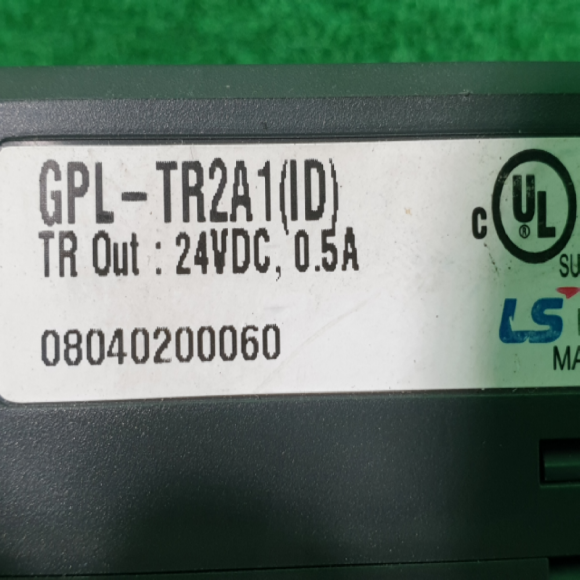 GPL-TR2A1(ID)
TR Out : 24VDC, 0.5A
08040200060
C UL ®
LS